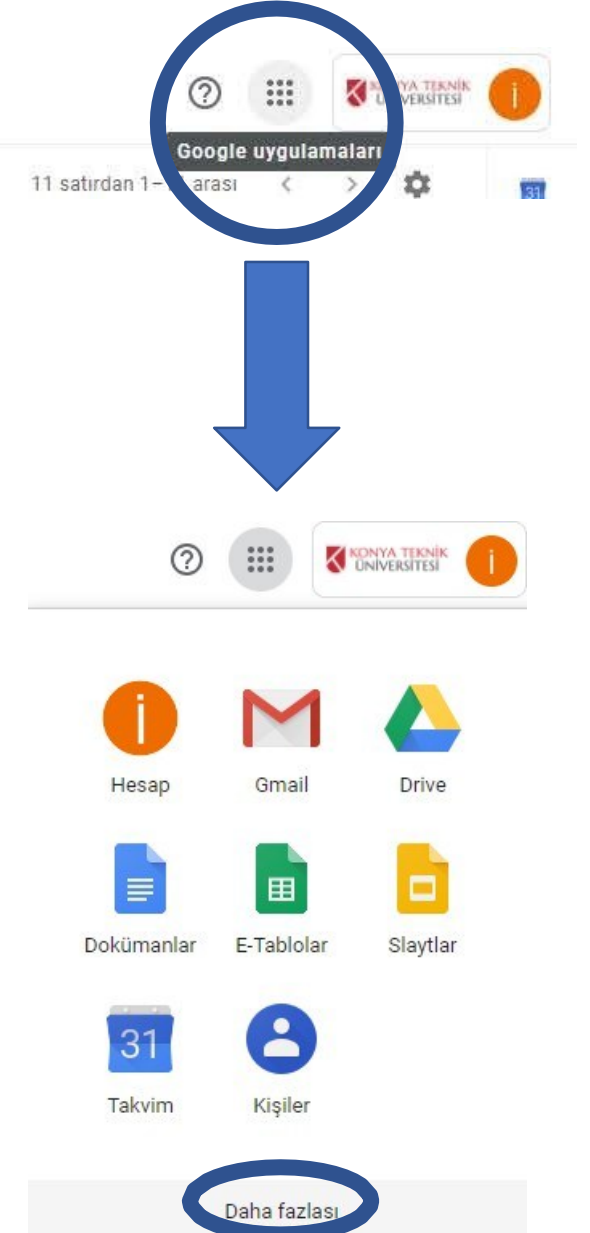 KONYA TEKNİK
ÜNİVERSİTESİ
i
Google uygulamaları
11 satırdan 1– arası
31
KONYA TEKNİK
ÜNİVERSİTESİ
i
i
Hesap
Gmail
Drive
Dokümanlar
E-Tablolar
Slaytlar
31
Takvim
Kişiler
Daha fazlası